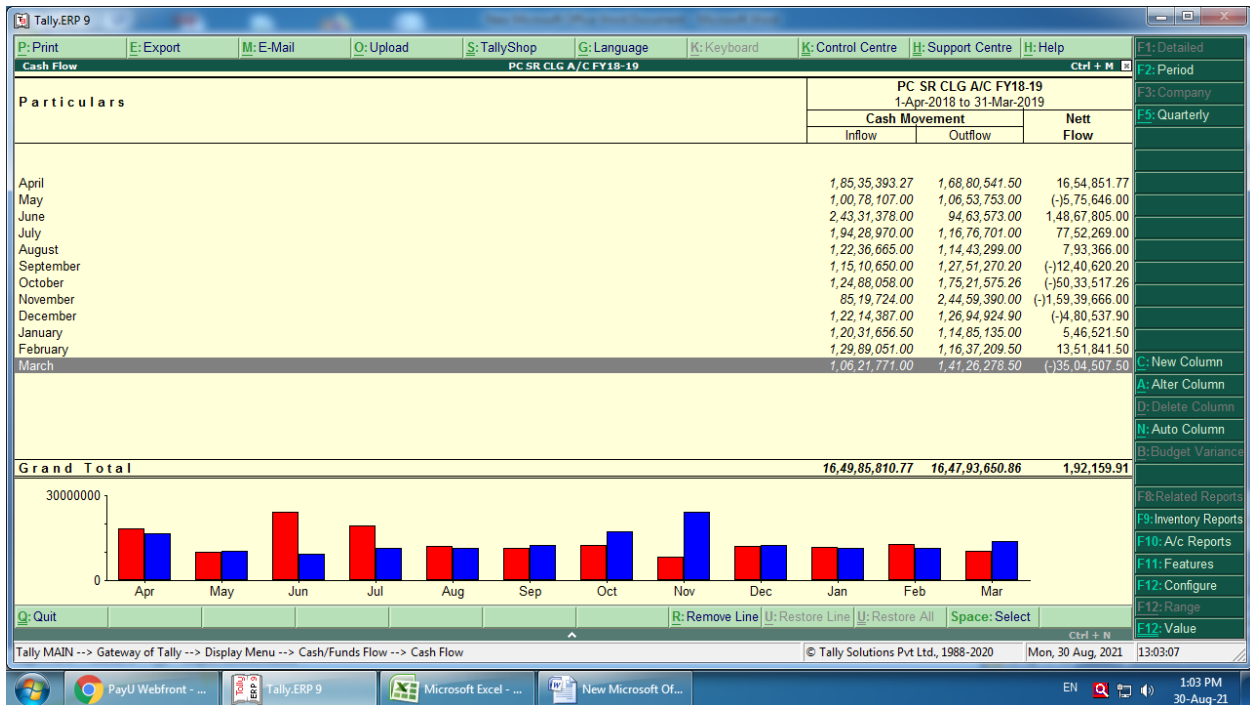 Tally.ERP 9
P: Print E: Export M: E-Mail O: Upload S: TallyShop G: Language K: Keyboard K: Control Centre H: Support Centre H: Help F1: Detailed
Cash Flow PC SR CLG A/C FY18-19 Ctrl + M
F2: Period
Particulars PC SR CLG A/C FY18-19
F3: Company
1-Apr-2018 to 31-Mar-2019
Cash Movement Nett
F5: Quarterly
Inflow Outflow Flow
April 1,85,35,393.27 1,68,80,541.50 16,54,851.77
May 1,00,78,107.00 1,06,53,753.00 (-)5,75,646.00
June 2,43,31,378.00 94,63,573.00 1,48,67,805.00
July 1,94,28,970.00 1,16,76,701.00 77,52,269.00
August 1,22,36,665.00 1,14,43,299.00 7,93,366.00
September 1,15,10,650.00 1,27,51,270.20 (-)12,40,620.20
October 1,24,88,058.00 1,75,21,575.26 (-)50,33,517.26
November 85,19,724.00 2,44,59,390.00 (-)1,59,39,666.00
December 1,22,14,387.00 1,26,94,924.90 (-)4,80,537.90
January 1,20,31,656.50 1,14,85,135.00 5,46,521.50
February 1,29,89,051.00 1,16,37,209.50 13,51,841.50
March 1,06,21,771.00 1,41,26,278.50 (-)35,04,507.50
C: New Column
A: Alter Column
D: Delete Column
N: Auto Column
B: Budget Variance
Grand Total 16,49,85,810.77 16,47,93,650.86 1,92,159.91
30000000
F8: Related Reports
F9: Inventory Reports
F10: A/c Reports
F11: Features
0
Apr May Jun Jul Aug Sep Oct Nov Dec Jan Feb Mar
F12: Configure
F12: Range
Q: Quit R: Remove Line U: Restore Line U: Restore All Space: Select
F12: Value
Ctrl + N
Tally MAIN --> Gateway of Tally --> Display Menu --> Cash/Funds Flow --> Cash Flow © Tally Solutions Pvt Ltd., 1988-2020 Mon, 30 Aug, 2021 13:03:07
PayU Webfront - ... Tally.ERP 9 Microsoft Excel - ... New Microsoft Of... EN 1:03 PM
30-Aug-21